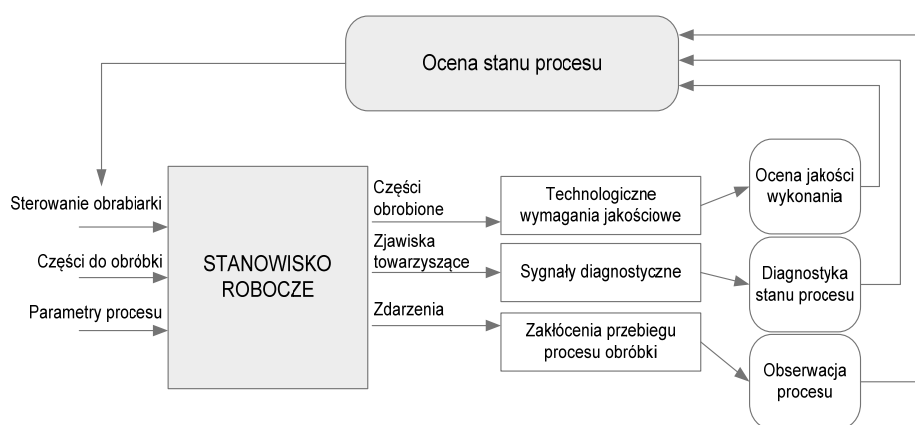 Ocena stanu procesu
Sterowanie obrabiarki
Części do obróbki
Parametry procesu
STANOWISKO
ROBOCZE
Części
obrobione
Zjawiska
towarzyszące
Zdarzenia
Technologiczne
wymagania jakościowe
Sygnały diagnostyczne
Zakłócenia przebiegu
procesu obróbki
Ocena jakości
wykonania
Diagnostyka
stanu procesu
Obserwacja
procesu